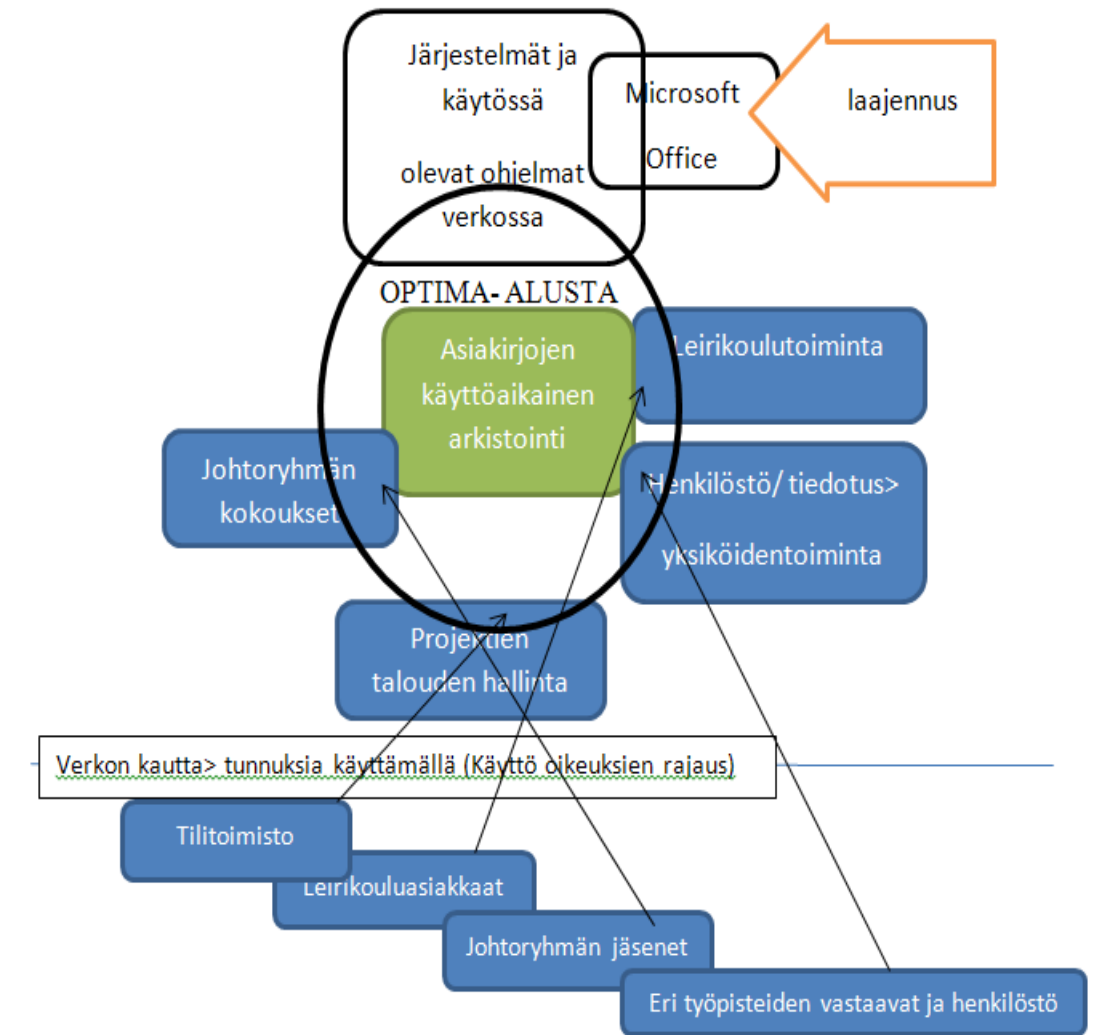 Järjestelmät ja
käytössä
olevat ohjelmat
verkossa
Microsoft
Office
laajennus
OPTIMA- ALUSTA
Asiakirjojen
käyttöaikainen
arkistointi
Leirikoulutoiminta
Johtoryhmän
kokoukset
Henkilöstö/ tiedotus>
yksiköidentoiminta
Projektien
talouden hallinta
Verkon kautta> tunnuksia käyttämällä (Käyttö oikeuksien rajaus)
Tilitoimisto
Leirikouluasiakkaat
Johtoryhmän jäsenet
Eri työpisteiden vastaavat ja henkilöstö